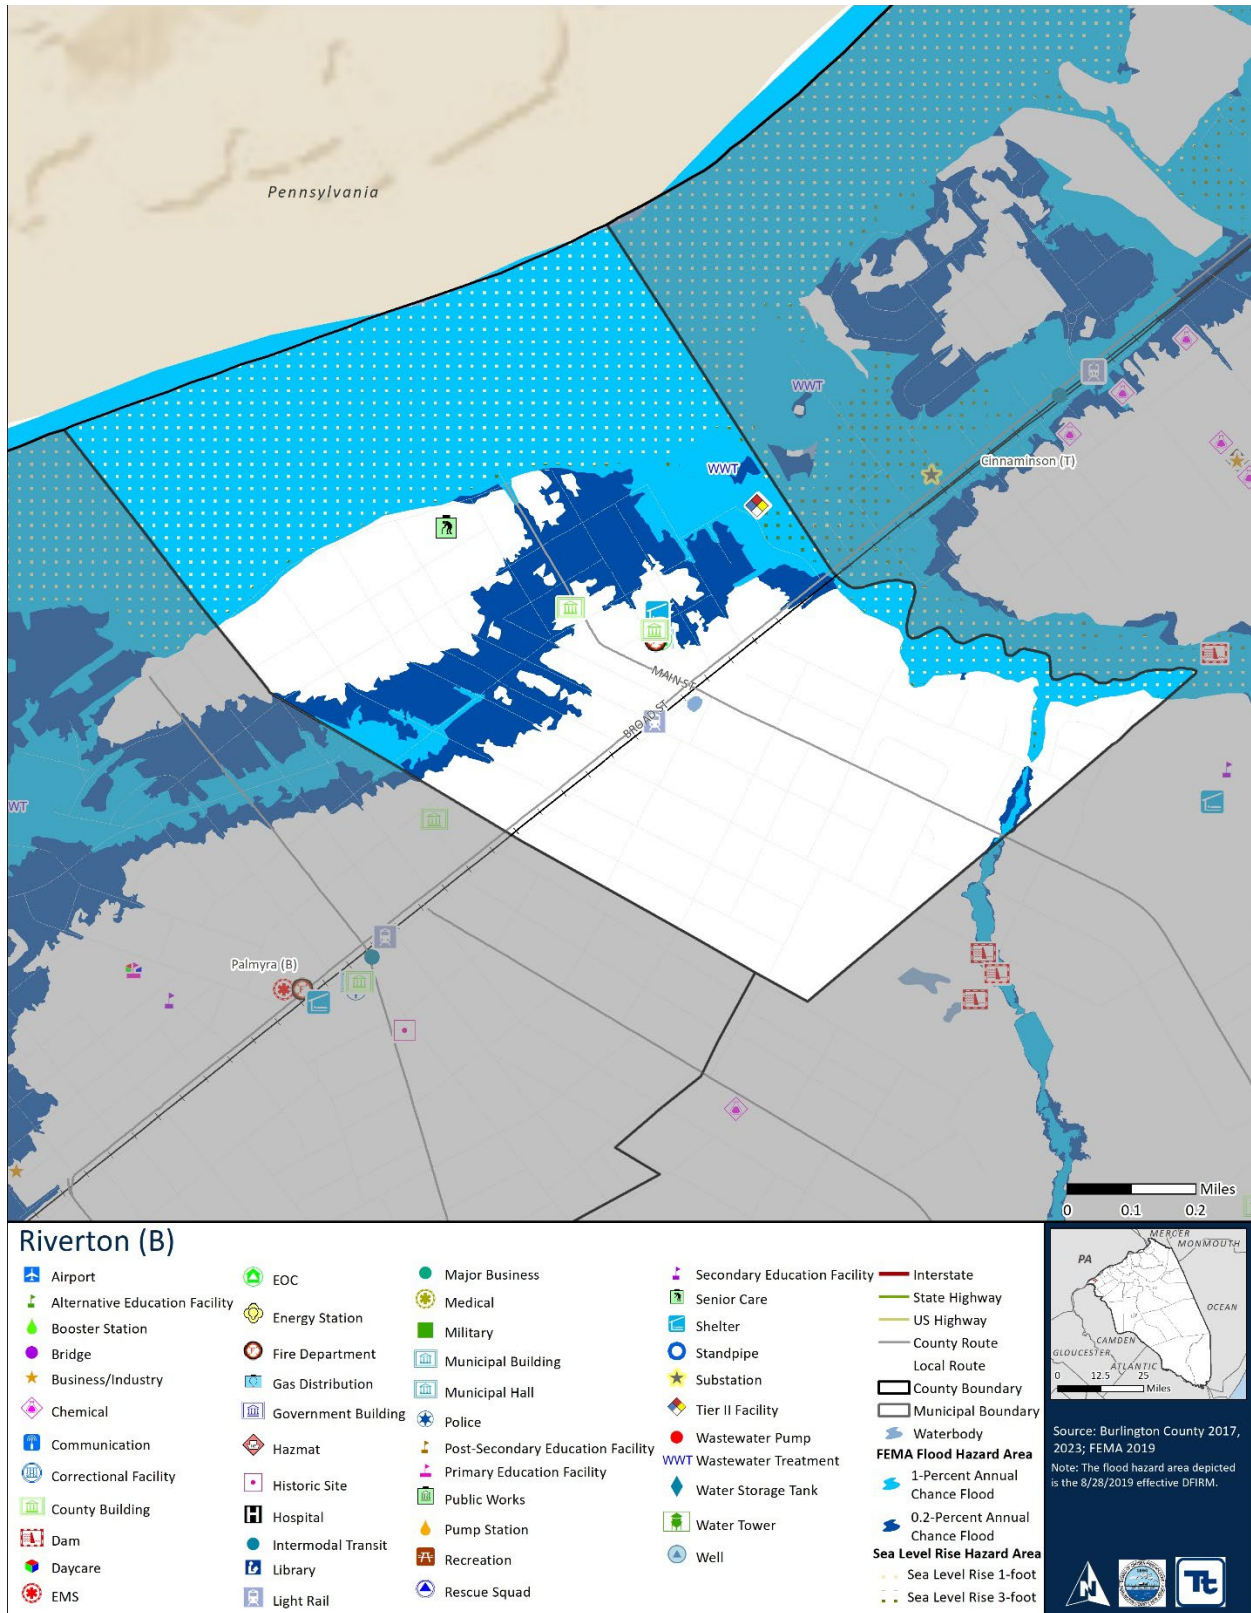 Pennsylvania
WWT
Cinnaminson (T)
WWT
MAIN ST
BROAD ST
WT
Palmyra (B)
Miles
0 0.1 0.2
Riverton (B)
Airport
Alternative Education Facility
Booster Station
Bridge
Business/Industry
Chemical
Communication
Correctional Facility
County Building
Dam
Daycare
EMS
EOC
Energy Station
Fire Department
Gas Distribution
Government Building
Hazmat
Historic Site
Hospital
Intermodal Transit
Library
Light Rail
Major Business
Medical
Military
Municipal Building
Municipal Hall
Police
Post-Secondary Education Facility
Primary Education Facility
Public Works
Pump Station
Recreation
Rescue Squad
Secondary Education Facility
Senior Care
Shelter
Standpipe
Substation
Tier II Facility
Wastewater Pump
WWT Wastewater Treatment
Water Storage Tank
Water Tower
Well
Interstate
State Highway
US Highway
County Route
Local Route
County Boundary
Municipal Boundary
Waterbody
FEMA Flood Hazard Area
1-Percent Annual
Chance Flood
0.2-Percent Annual
Chance Flood
Sea Level Rise Hazard Area
Sea Level Rise 1-foot
Sea Level Rise 3-foot
MERCER
MONMOUTH
PA
OCEAN
CAMDEN
GLOUCESTER
ATLANTIC
0 12.5 25
Miles
Source: Burlington County 2017,
2023; FEMA 2019
Note: The flood hazard area depicted
is the 8/28/2019 effective DFIRM.
N
Tt